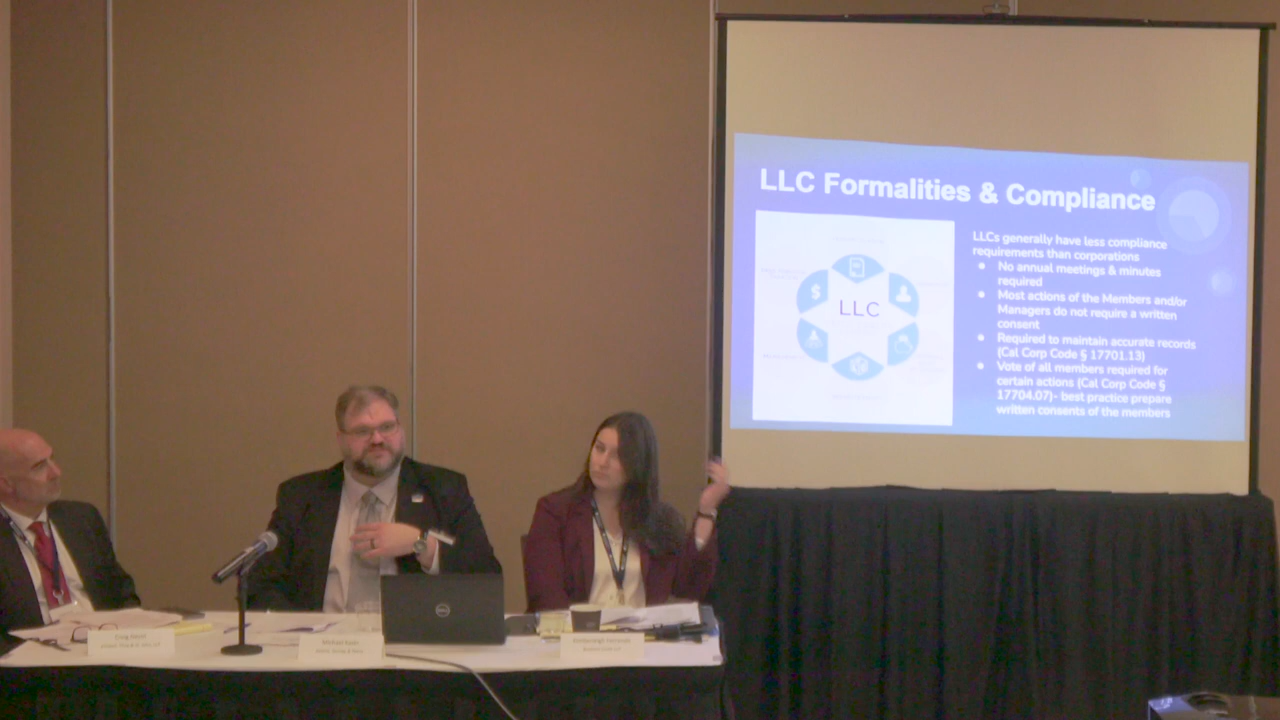 LLC Formalities & Compliance
LLC
LLCs generally have less compliance
requirements than corporations
● No annual meetings & minutes
required
● Most actions of the Members and/or
Managers do not require a written
consent
● Required to maintain accurate records
(Cal Corp Code § 17701.13)
● Vote of all members required for
certain actions (Cal Corp Code §
17704.07)- best practice prepare
written consents of the members
DELL
Craig
Michael